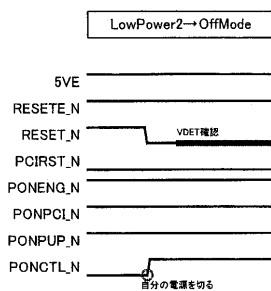 LowPower2→OffMode
5VE
RESETE_N
RESET_N
VDET確認
PCIRST_N
PONENG_N
PONPCI_N
PONPUP_N
PONCTL_N
自分の電源を切る